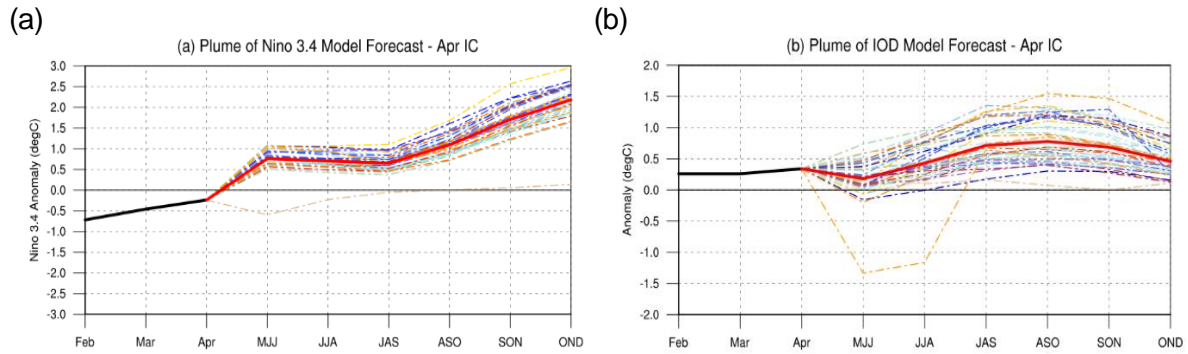 (a)
(a) Plume of Nino 3.4 Model Forecast - Apr IC
Nino 3.4 Anomaly (degC)
3.0
2.5
2.0
1.5
1.0
0.5
0.0
-0.5
-1.0
-1.5
-2.0
-2.5
-3.0
Feb Mar Apr MJJ JJA JAS ASO SON OND
(b)
(b) Plume of IOD Model Forecast - Apr IC
Anomaly (degC)
2.0
1.5
1.0
0.5
0.0
-0.5
-1.0
-1.5
-2.0
Feb Mar Apr MJJ JJA JAS ASO SON OND